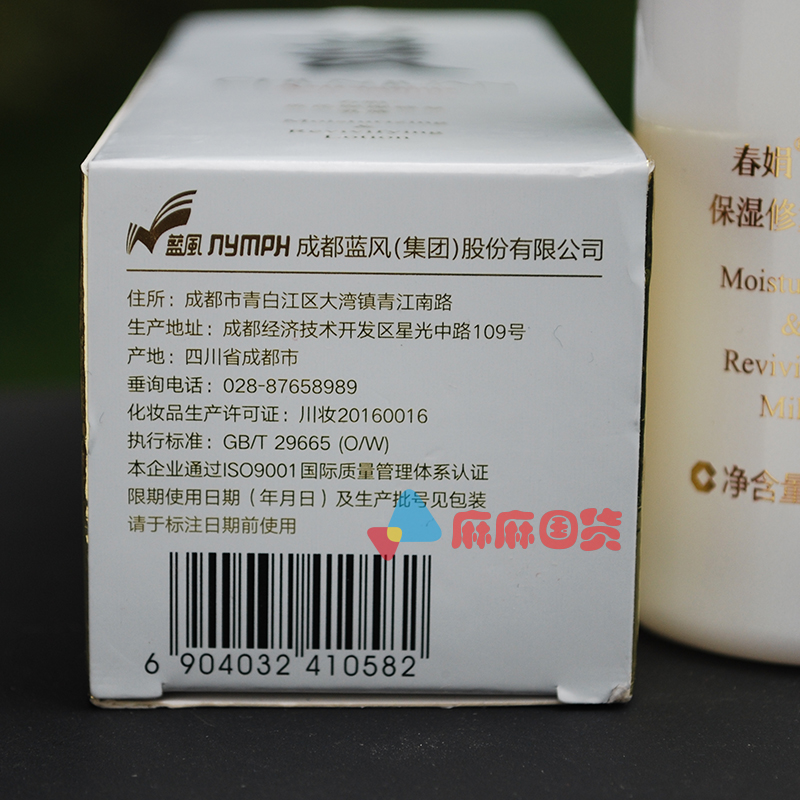 Moisturizing
&
Revivifying
Lotion
藍風 NYMPH 成都蓝风(集团)股份有限公司
住所：成都市青白江区大湾镇青江南路
生产地址：成都经济技术开发区星光中路109号
产地：四川省成都市
垂询电话：028-87658989
化妆品生产许可证：川妆20160016
执行标准：GB/T 29665 (O/W)
本企业通过ISO9001国际质量管理体系认证
限期使用日期（年月日）及生产批号见包装
请于标注日期前使用
麻麻国货
6 904032 410582
春娟
保湿修
Moistu
&
Revivi
Mil
净含量